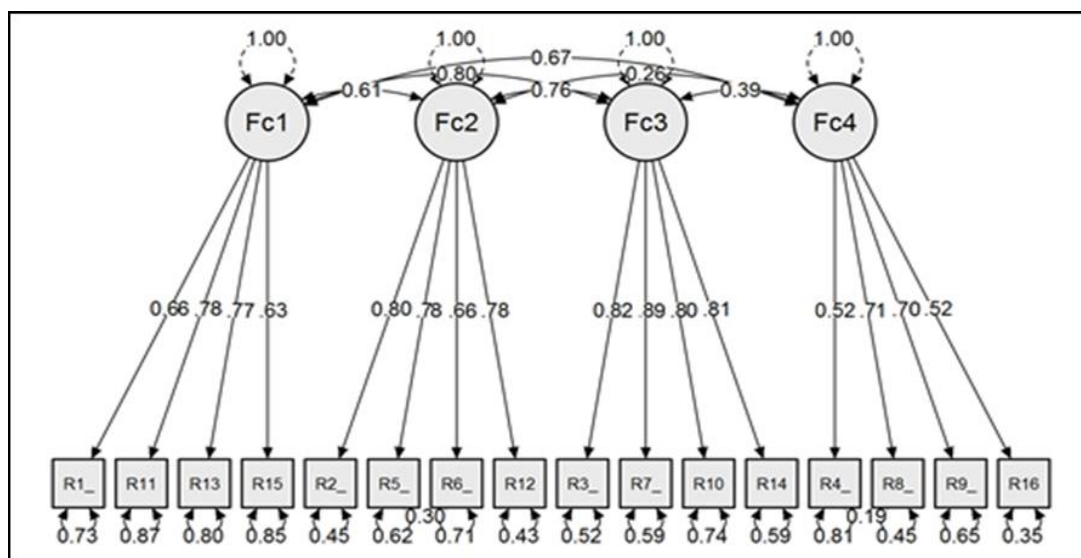 1.00 1.00 1.00 1.00
0.67
0.80 0.26
0.61 0.76 0.39
Fc1 Fc2 Fc3 Fc4
0.66 .78 .77 .63 0.80 .78 .66 .78 0.82 .89 .80 .81 0.52 .71 .70 .52
R1_ R11 R13 R15 R2_ R5_ R6_ R12 R3_ R7_ R10 R14 R4_ R8_ R9_ R16
0.30 0.19
0.73 0.87 0.80 0.85 0.45 0.62 0.71 0.43 0.52 0.59 0.74 0.59 0.81 0.45 0.65 0.35